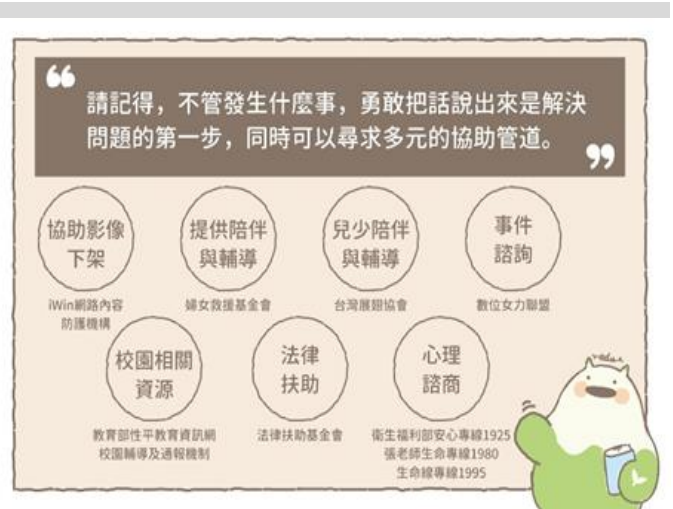 請記得，不管發生什麼事，勇敢把話說出來是解決
問題的第一步，同時可以尋求多元的協助管道。
協助影像
下架
iWin網路內容
防護機構
提供陪伴
與輔導
婦女救援基金會
兒少陪伴
與輔導
台灣展翅協會
事件
諮詢
數位女力聯盟
校園相關
資源
教育部性平教育資訊網
校園輔導及通報機制
法律
扶助
法律扶助基金會
心理
諮商
衛生福利部安心專線1925
張老師生命專線1980
生命線專線1995